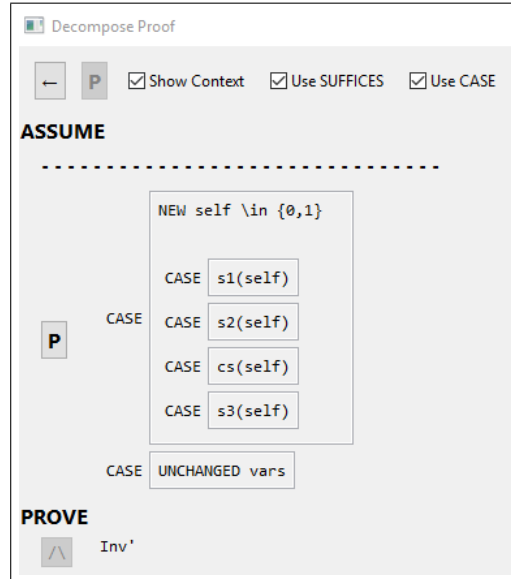 Decompose Proof
← P Show Context Use SUFFICES Use CASE
ASSUME
- - - - - - - - - - - - - - - - - - - - - - - - - - - - - - -
NEW self \in {0,1}
CASE s1(self)
CASE CASE s2(self)
P
CASE cs(self)
CASE s3(self)
CASE UNCHANGED vars
PROVE
/\ Inv'